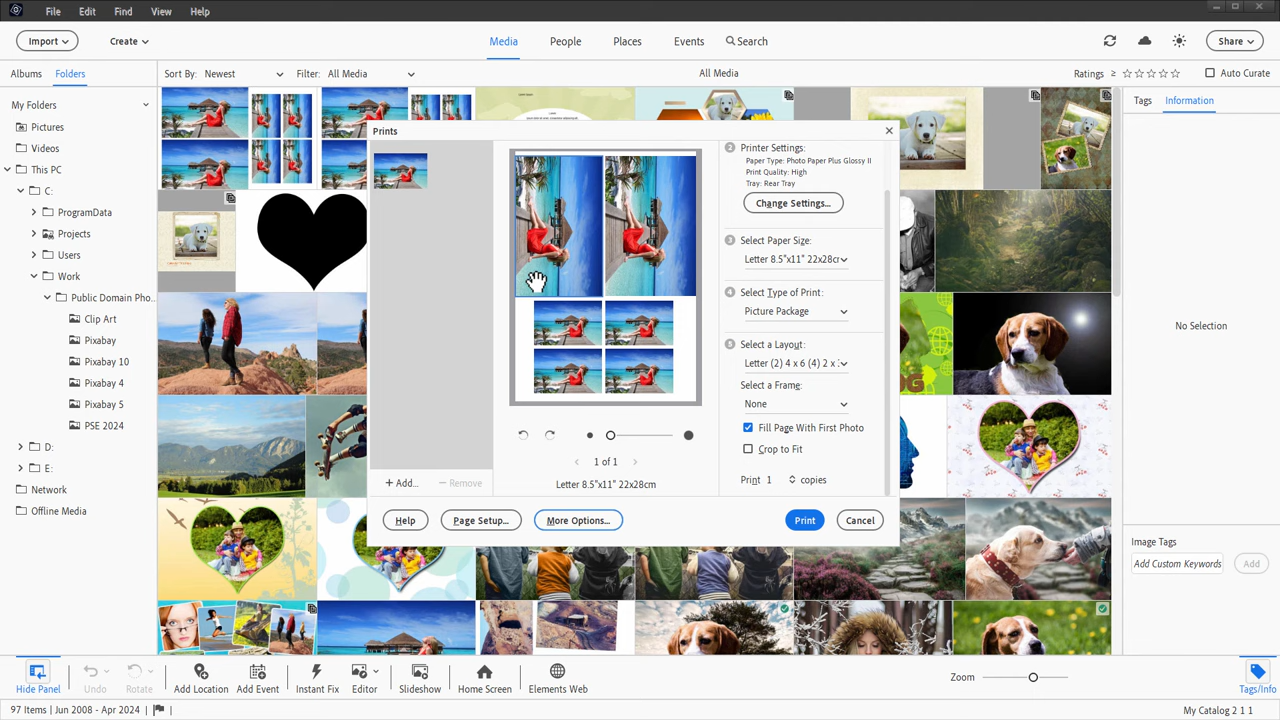 File Edit Find View Help
Import Create Media People Places Events Search Share
Albums Folders Sort By: Newest Filter: All Media All Media Ratings ≥ Auto Curate
My Folders
Pictures
Videos
This PC
C:
ProgramData
Projects
Users
Work
Public Domain Pho...
Clip Art
Pixabay
Pixabay 10
Pixabay 4
Pixabay 5
PSE 2024
D:
E:
Network
Offline Media
Prints
+ Add... − Remove
1 of 1
Letter 8.5"x11" 22x28cm
2 Printer Settings:
Paper Type: Photo Paper Plus Glossy II
Print Quality: High
Tray: Rear Tray
Change Settings...
3 Select Paper Size:
Letter 8.5"x11" 22x28cr
4 Select Type of Print:
Picture Package
5 Select a Layout:
Letter (2) 4 x 6 (4) 2 x :
Select a Frame:
None
Fill Page With First Photo
Crop to Fit
Print 1 copies
Help Page Setup... More Options... Print Cancel
Tags Information
No Selection
Image Tags
Add Custom Keywords Add
Hide Panel Undo Rotate Add Location Add Event Instant Fix Editor Slideshow Home Screen Elements Web Zoom Tags/Info
97 Items | Jun 2008 - Apr 2024 | | My Catalog 2 1 1